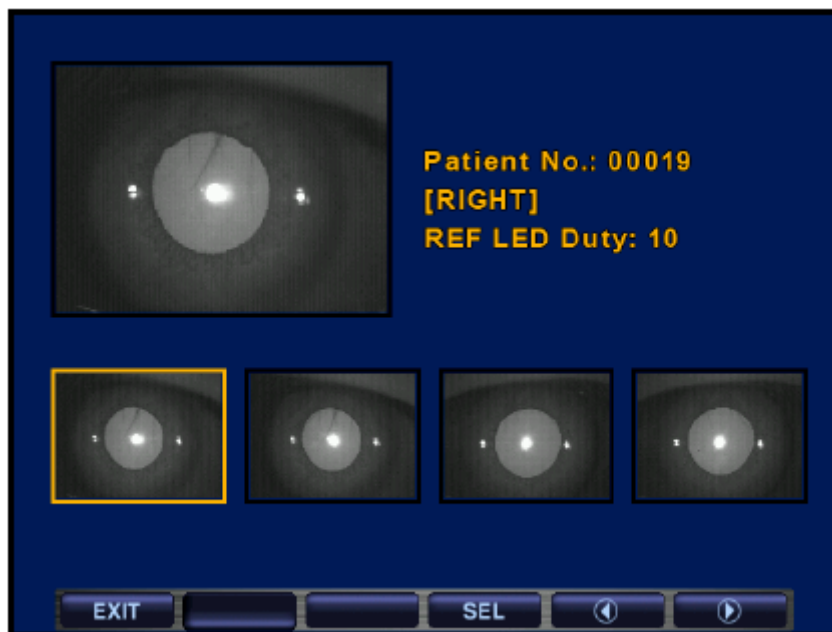 Patient No.: 00019
[RIGHT]
REF LED Duty: 10
EXIT
SEL